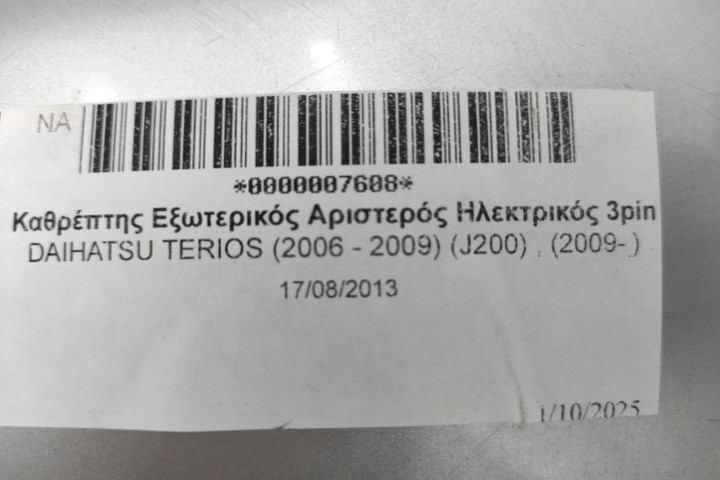 NA
*0000007608*
Καθρέπτης Εξωτερικός Αριστερός Ηλεκτρικός 3pin
DAIHATSU TERIOS (2006 - 2009) (J200) , (2009- )
17/08/2013
1/10/2025